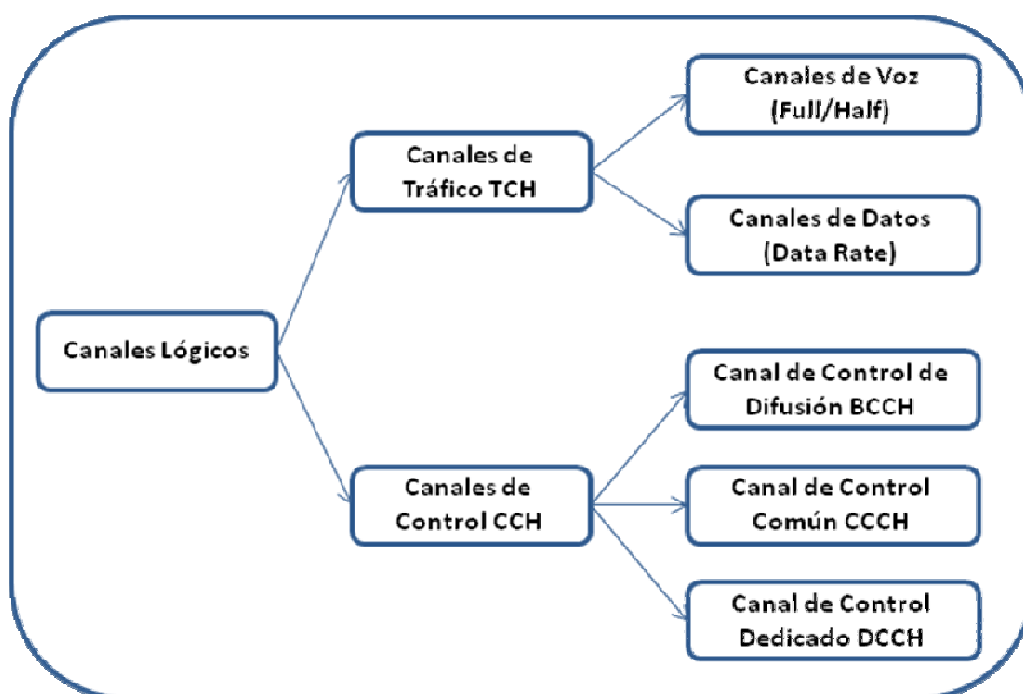 Canales Lógicos
Canales de
Tráfico TCH
Canales de Voz
(Full/Half)
Canales de Datos
(Data Rate)
Canales de
Control CCH
Canal de Control de
Difusión BCCH
Canal de Control
Común CCCH
Canal de Control
Dedicado DCCH